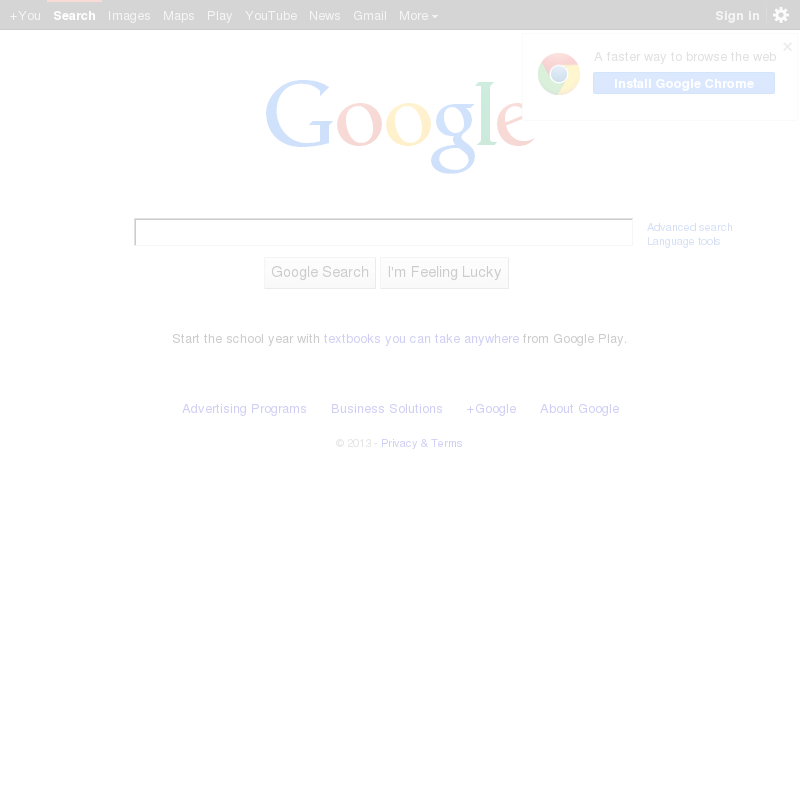 +You Search Images Maps Play YouTube News Gmail More Sign in
A faster way to browse the web x
Install Google Chrome
Google
Advanced search
Language tools
Google Search I'm Feeling Lucky
Start the school year with textbooks you can take anywhere from Google Play.
Advertising Programs Business Solutions +Google About Google
© 2013 - Privacy & Terms